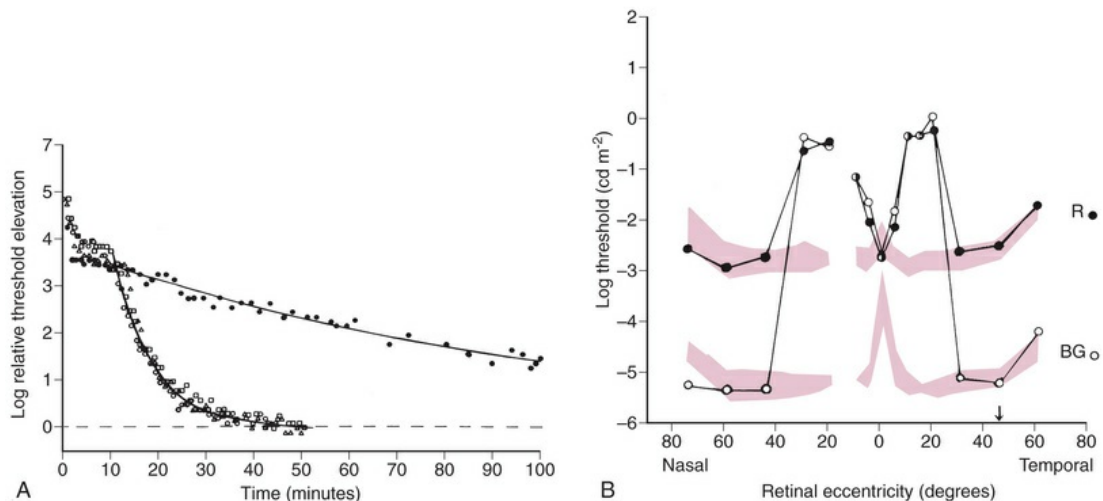 Log relative threshold elevation
7
6
5
4
3
2
1
0
0 10 20 30 40 50 60 70 80 90 100
Time (minutes)
A
Log threshold (cd m−2)
2
1
0
−1
−2
−3
−4
−5
−6
R
BG
80 60 40 20 0 20 40 60 80
Nasal Temporal
Retinal eccentricity (degrees)
B